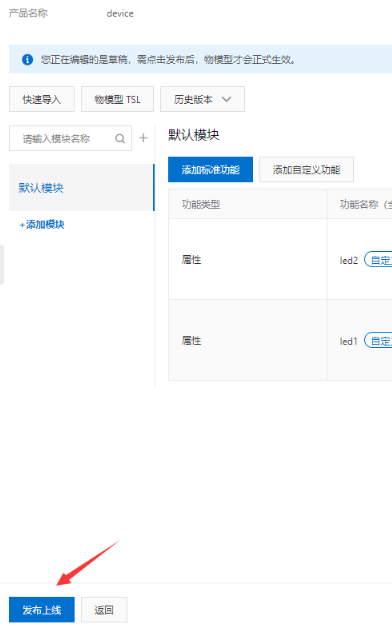 产品名称 device
您正在编辑的是草稿，需点击发布后，物模型才会正式生效。
快速导入 物模型 TSL 历史版本
请输入模块名称
默认模块
默认模块
+添加模块
添加标准功能 添加自定义功能
功能类型 功能名称（全
属性 led2 自定
属性 led1 自定
发布上线 返回